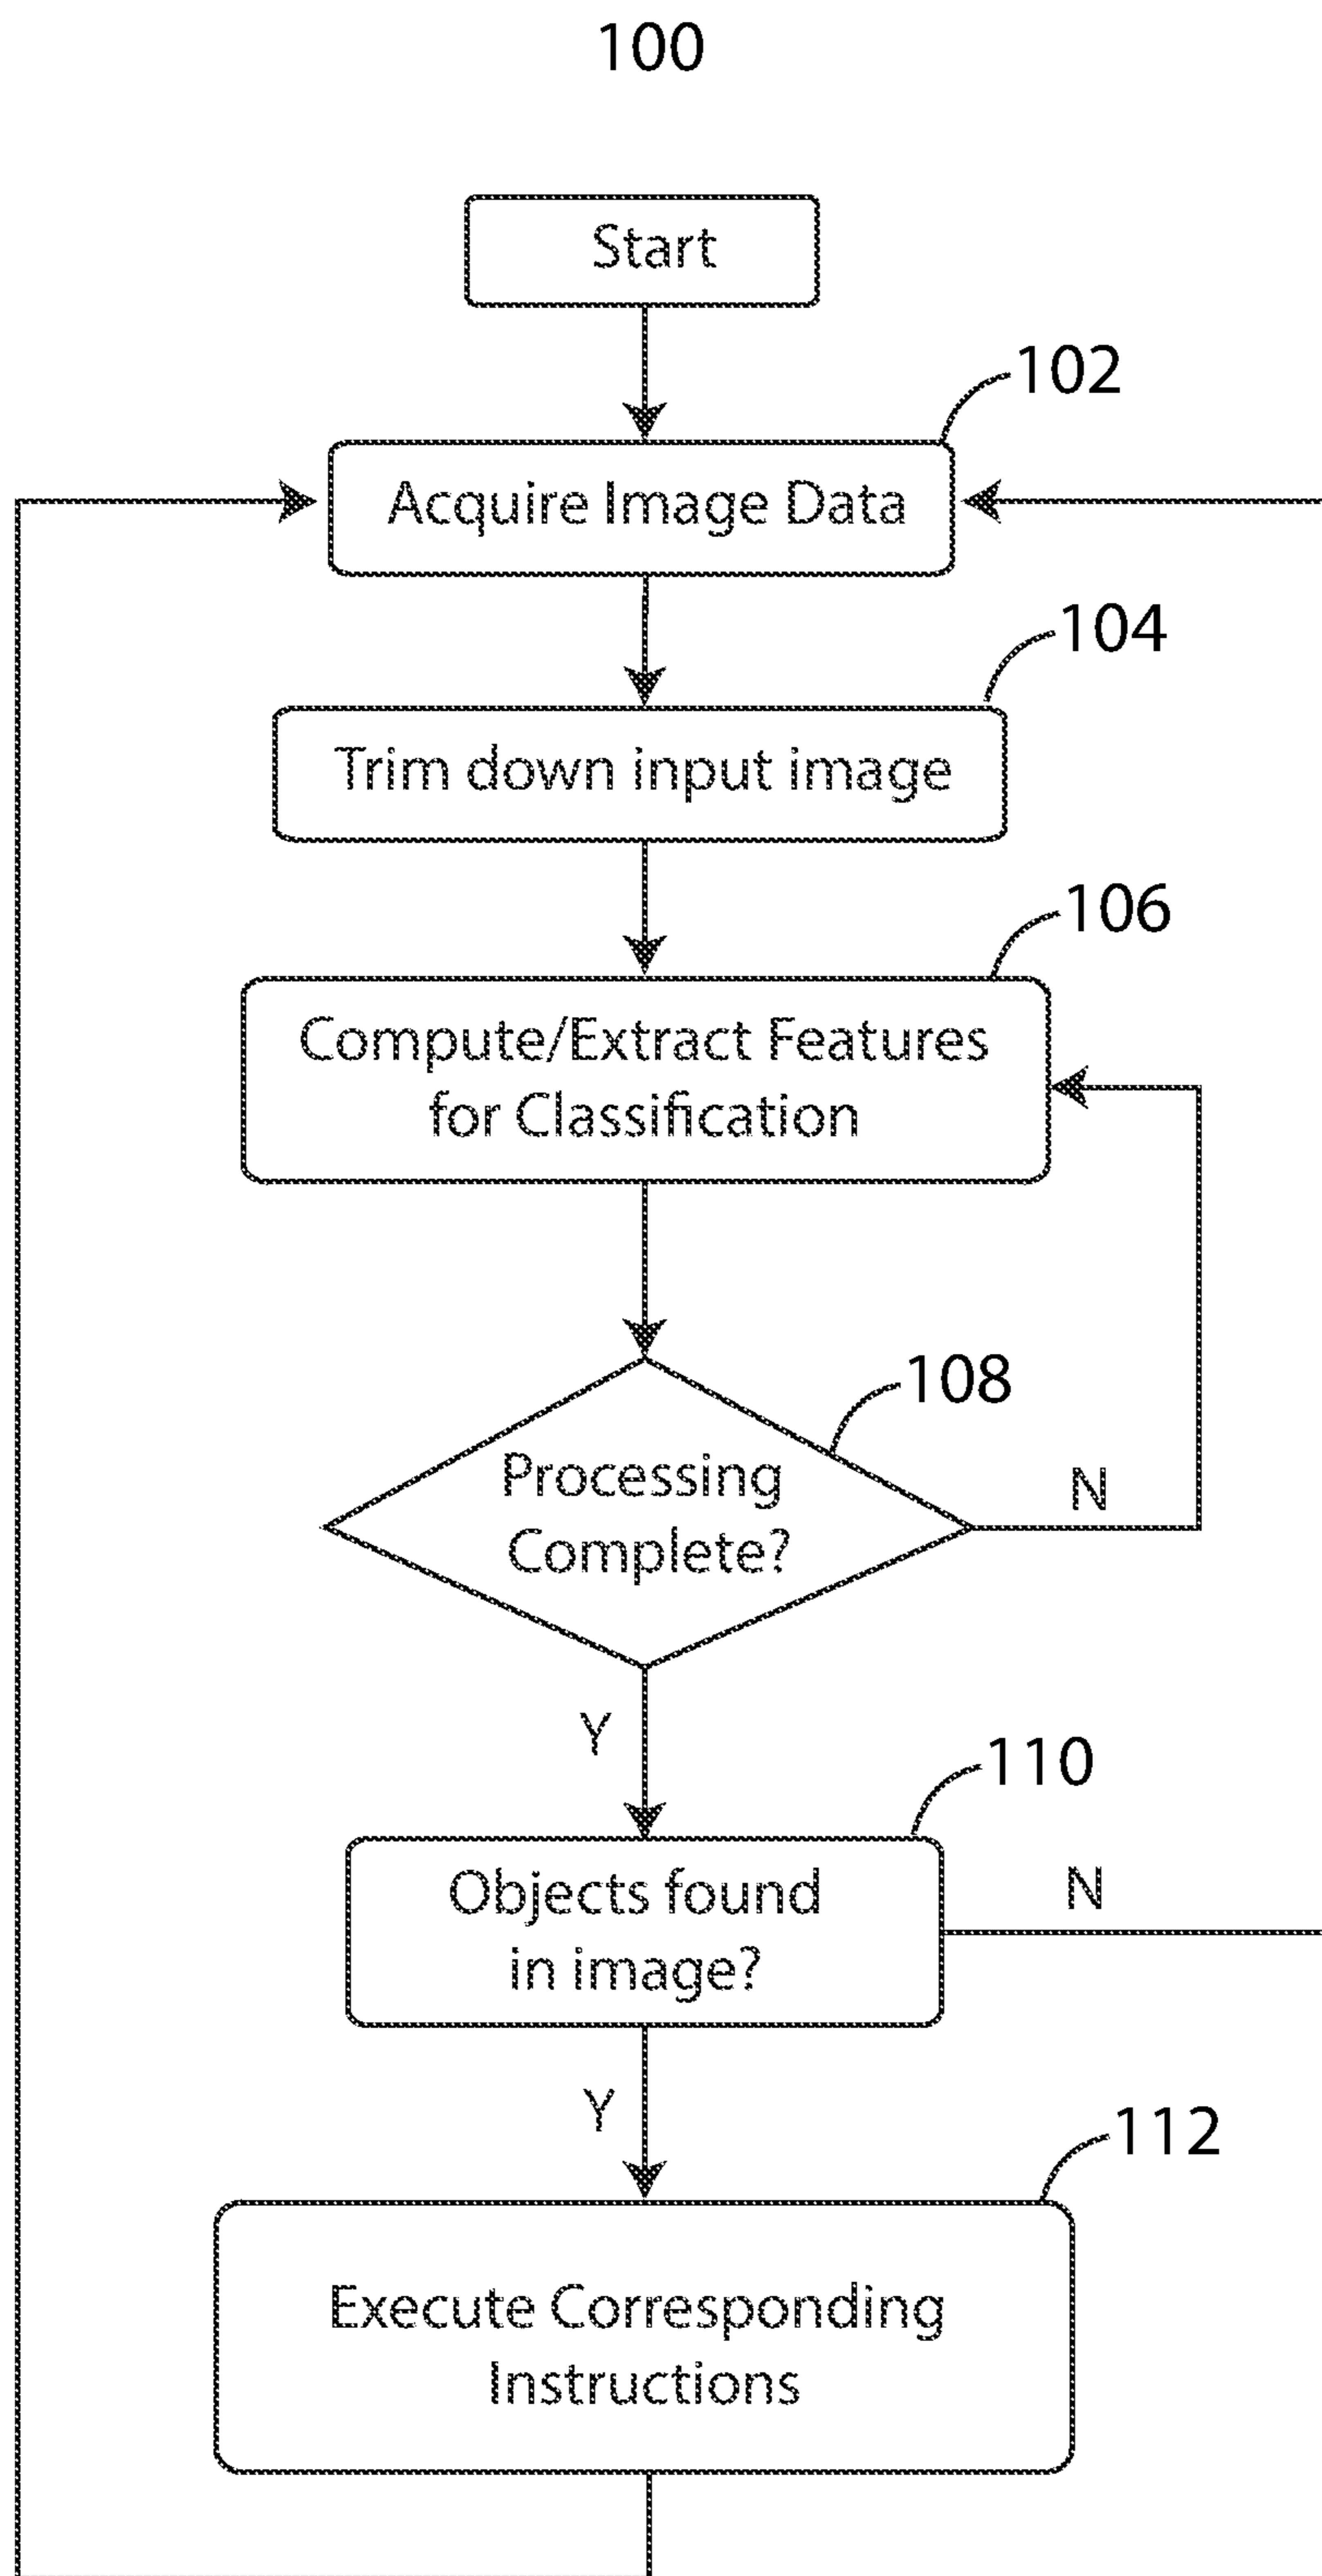 100
Start
102
Acquire Image Data
104
Trim down input image
106
Compute/Extract Features
for Classification
108
Processing
Complete?
N
Y
110
Objects found
in image?
N
Y
112
Execute Corresponding
Instructions